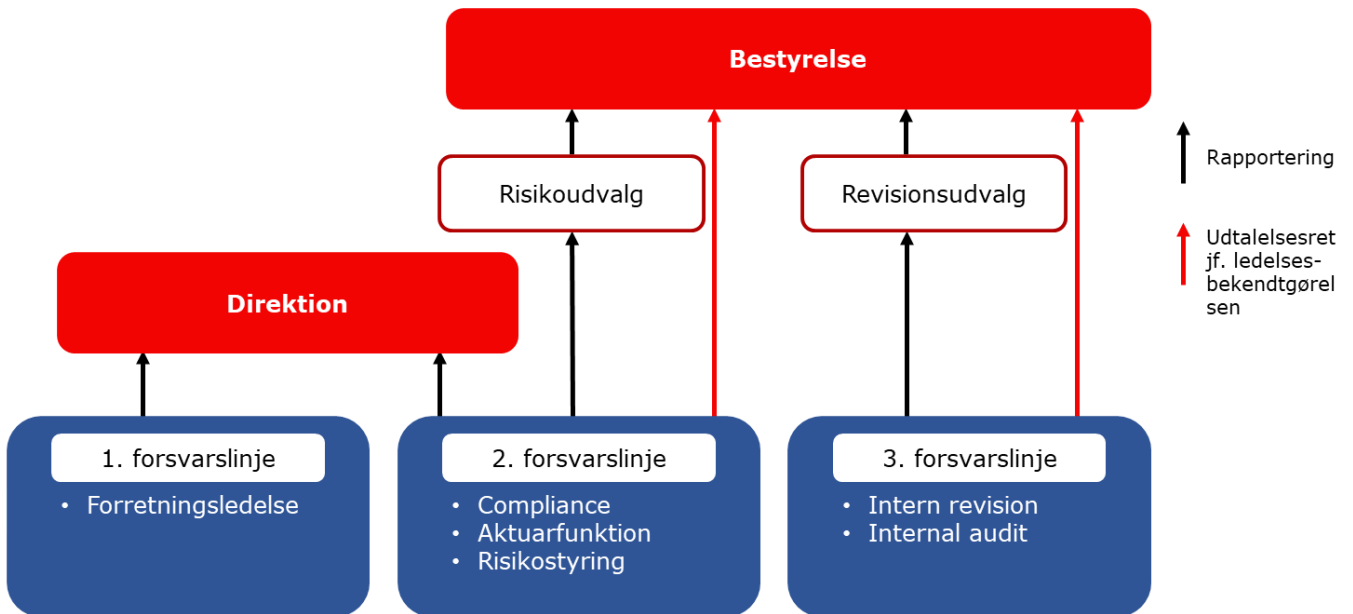 Bestyrelse
Risikoudvalg
Revisionsudvalg
Rapportering
Udtalelsesret
jf. ledelses-
bekendtgørel
sen
Direktion
1. forsvarslinje
• Forretningsledelse
2. forsvarslinje
• Compliance
• Aktuarfunktion
• Risikostyring
3. forsvarslinje
• Intern revision
• Internal audit